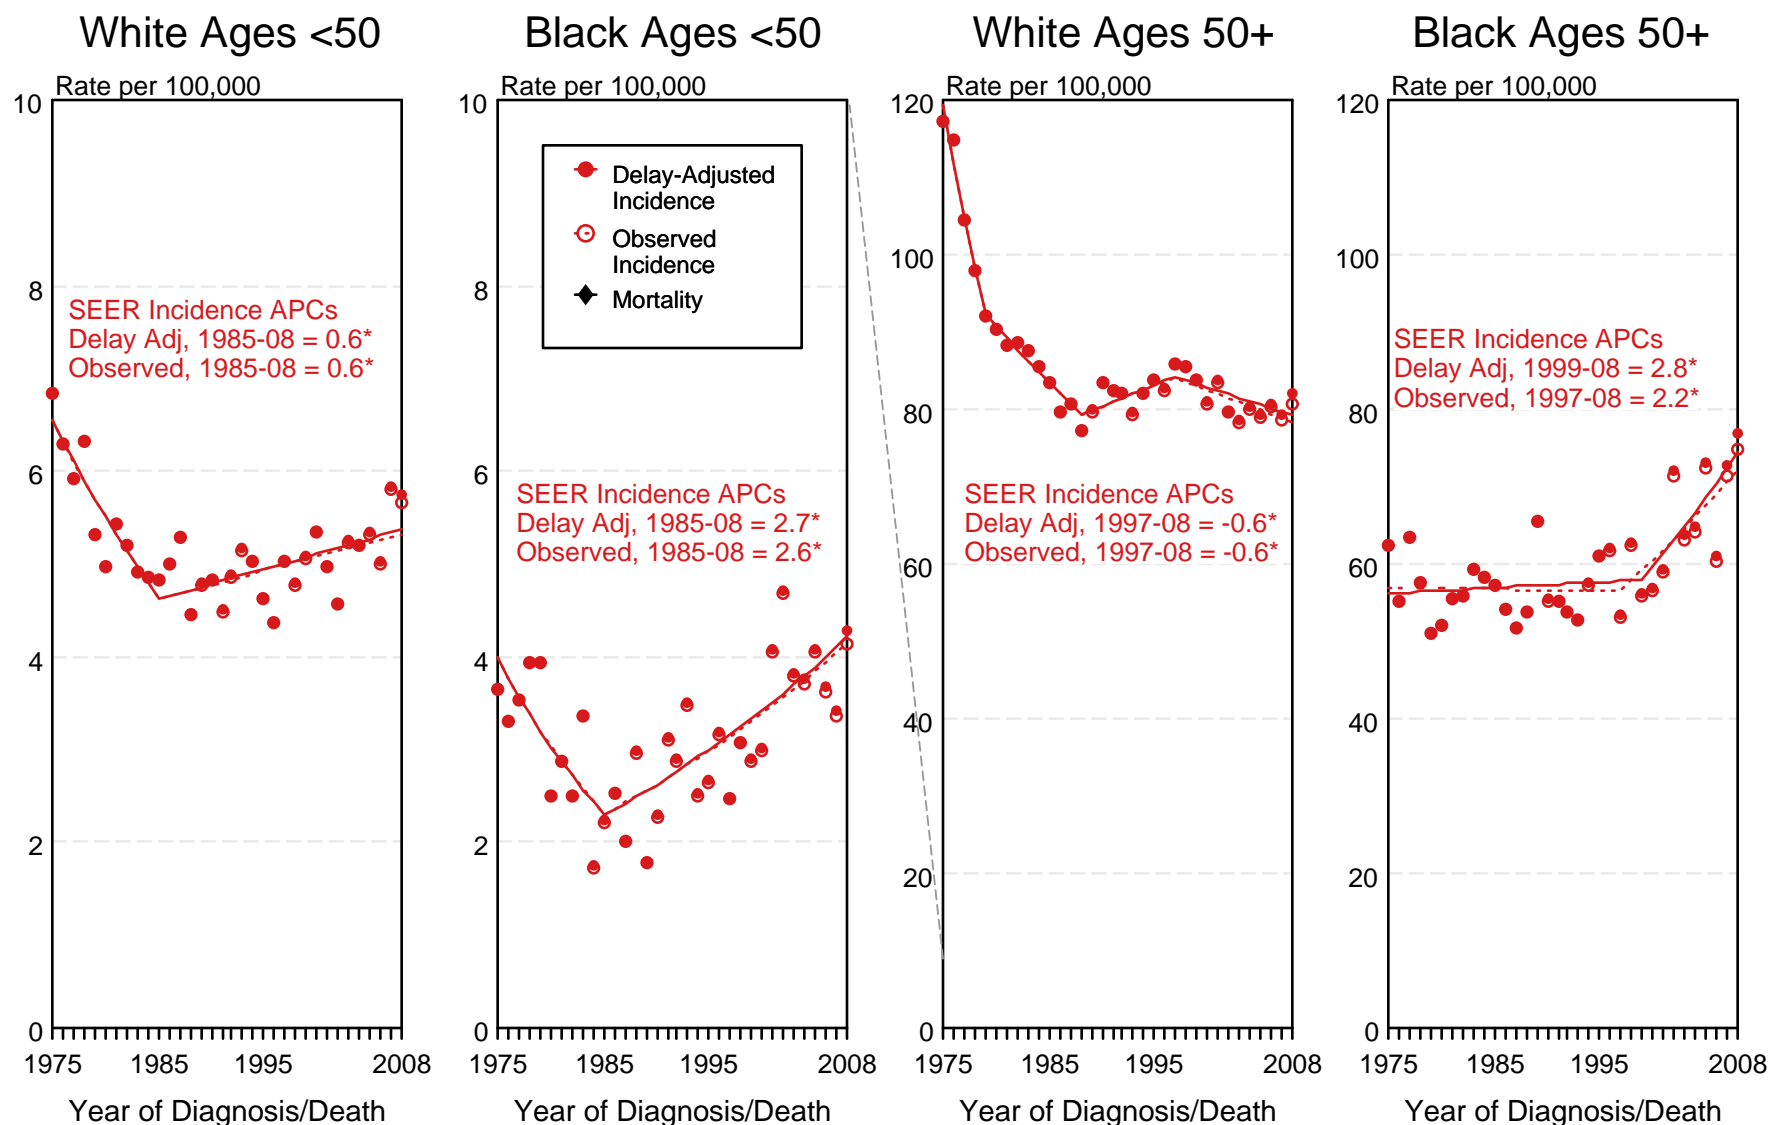 White Ages <50
Black Ages <50
White Ages 50+
Black Ages 50+
Rate per 100,000
Rate per 100,000
Rate per 100,000
Rate per 100,000
10
8
6
4
2
0
SEER Incidence APCs
Delay Adj, 1985-08 = 0.6*
Observed, 1985-08 = 0.6*
1975
1985
1995
2008
Year of Diagnosis/Death
10
8
6
4
2
0
Delay-Adjusted
Incidence
Observed
Incidence
Mortality
SEER Incidence APCs
Delay Adj, 1985-08 = 2.7*
Observed, 1985-08 = 2.6*
1975
1985
1995
2008
Year of Diagnosis/Death
120
100
80
60
40
20
0
SEER Incidence APCs
Delay Adj, 1997-08 = -0.6*
Observed, 1997-08 = -0.6*
1975
1985
1995
2008
Year of Diagnosis/Death
120
100
80
60
40
20
0
SEER Incidence APCs
Delay Adj, 1999-08 = 2.8*
Observed, 1997-08 = 2.2*
1975
1985
1995
2008
Year of Diagnosis/Death